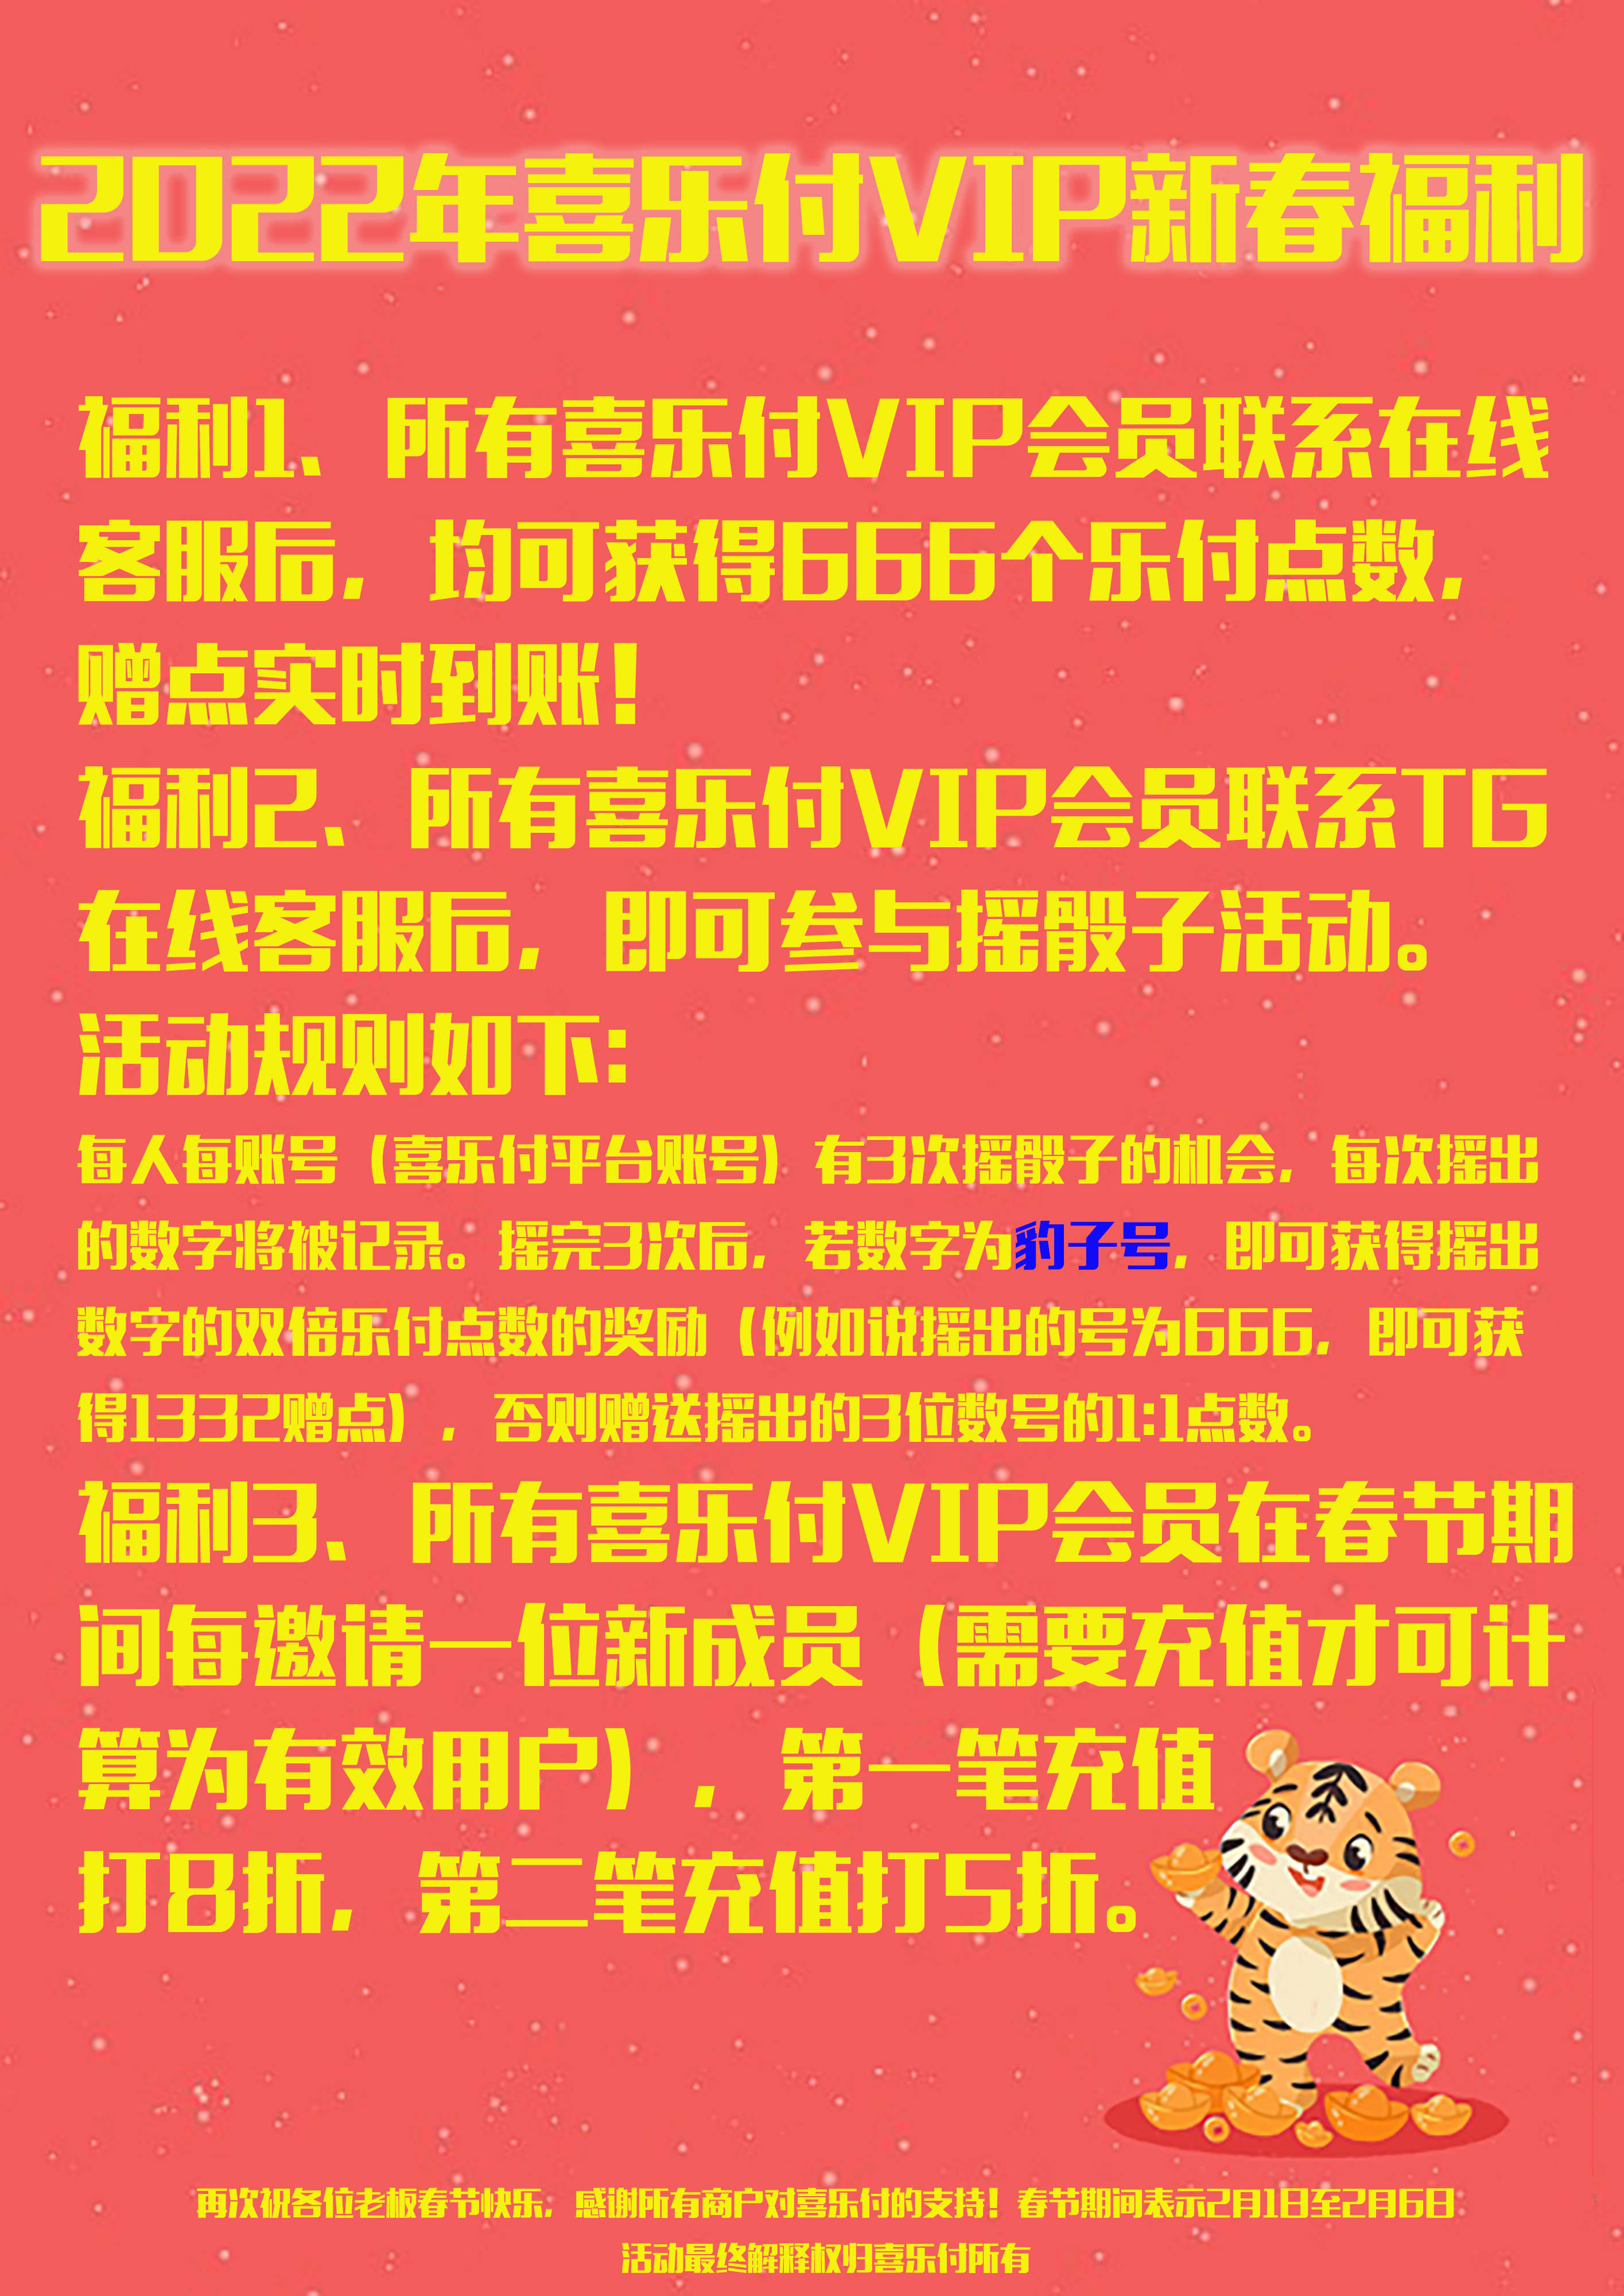 2022年喜乐付VIP新春福利
福利1、所有喜乐付VIP会员联系在线
客服后，均可获得666个乐付点数，
赠点实时到账！
福利2、所有喜乐付VIP会员联系TG
在线客服后，即可参与摇骰子活动。
活动规则如下：
每人每账号（喜乐付平台账号）有3次摇骰子的机会，每次摇出
的数字将被记录。摇完3次后，若数字为豹子号，即可获得摇出
数字的双倍乐付点数的奖励（例如说摇出的号为666，即可获
得1332赠点），否则赠送摇出的3位数号的1:1点数。
福利3、所有喜乐付VIP会员在春节期
间每邀请一位新成员（需要充值才可计
算为有效用户），第一笔充值
打8折，第二笔充值打5折。
再次祝各位老板春节快乐，感谢所有商户对喜乐付的支持！春节期间表示2月1日至2月6日
活动最终解释权归喜乐付所有